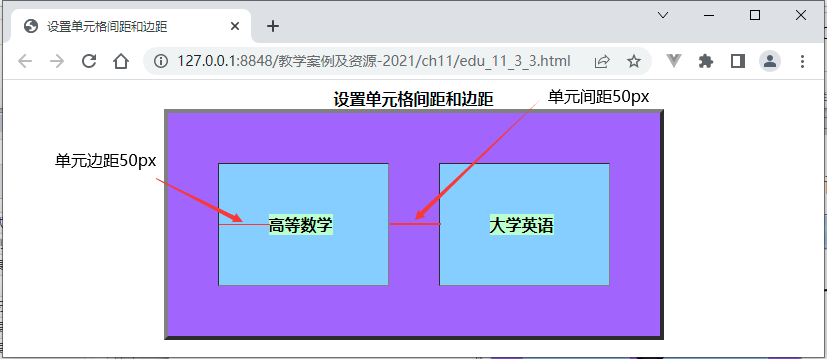 设置单元格间距和边距
127.0.0.1:8848/教学案例及资源-2021/ch11/edu_11_3_3.html
设置单元格间距和边距
单元间距50px
单元边距50px
高等数学
大学英语